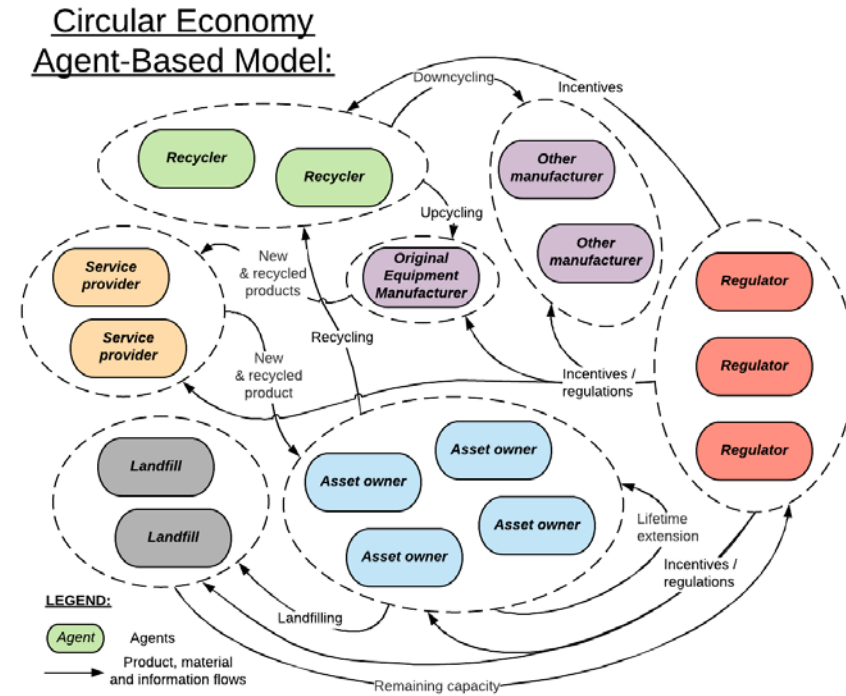 Circular Economy
Agent-Based Model:
Downcycling
Incentives
Recycler
Recycler
Other
manufacturer
Other
manufacturer
Upcycling
Original
Equipment
Manufacturer
New
& recycled
products
Service
provider
Service
provider
Regulator
Regulator
Regulator
Recycling
New
& recycled
product
Incentives /
regulations
Landfill
Landfill
Asset owner
Asset owner
Asset owner
Asset owner
Lifetime
extension
Incentives /
regulations
Landfilling
LEGEND:
Agent
Agents
Product, material
and information flows
Remaining capacity